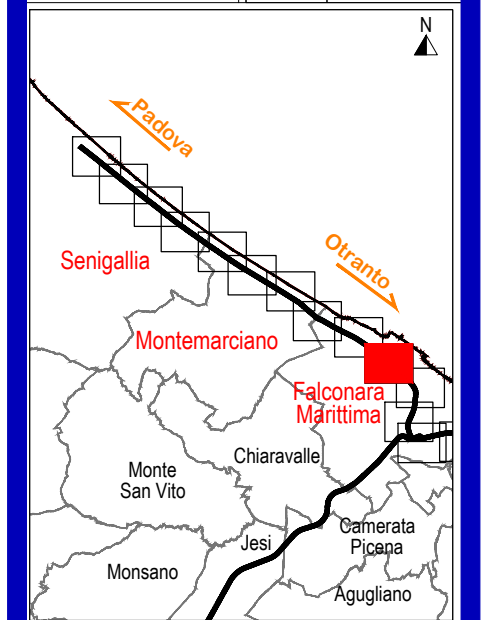 N
Padova
Senigallia
Otranto
Montemarciano
Falconara
Marittima
Chiaravalle
Monte
San Vito
Camerata
Picena
Jesi
Monsano
Agugliano